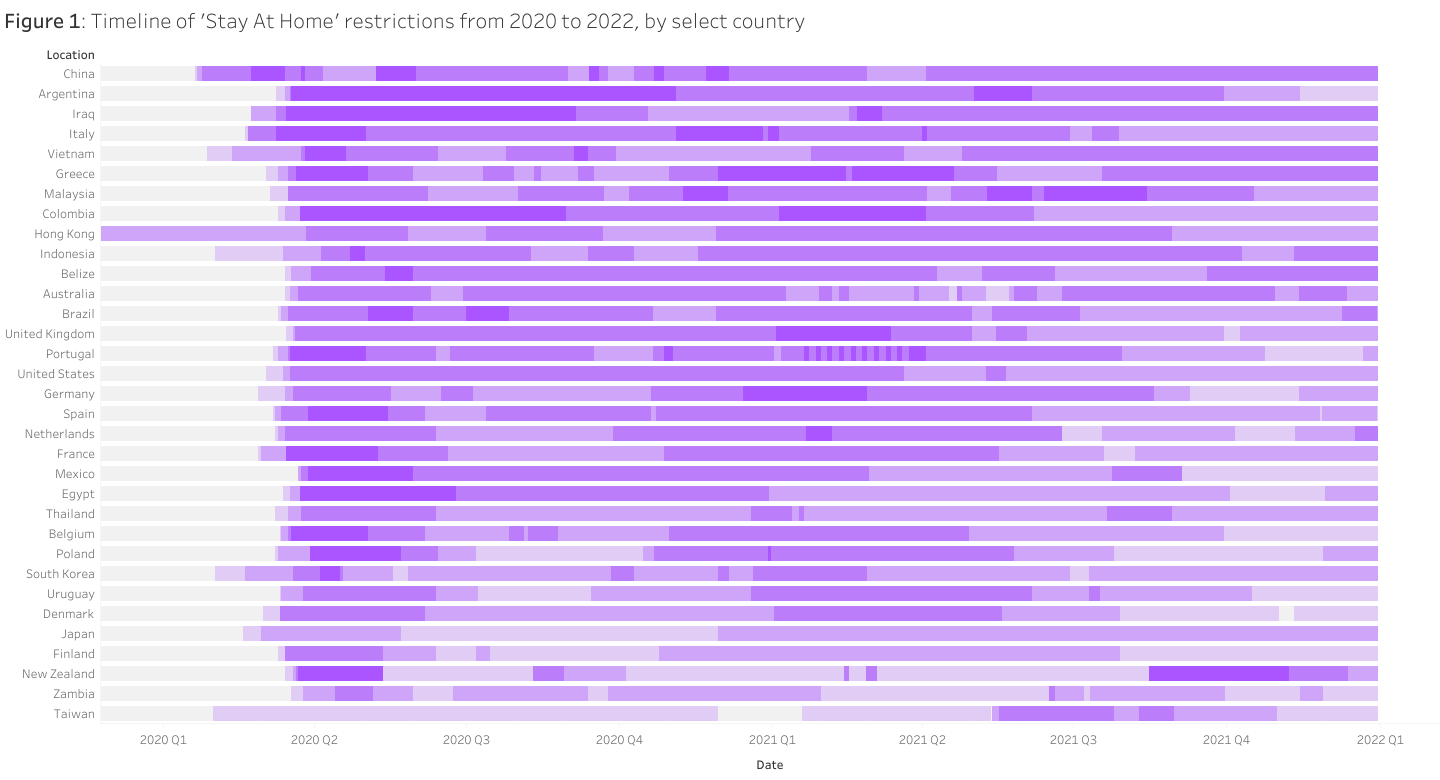 Figure 1: Timeline of 'Stay At Home' restrictions from 2020 to 2022, by select country
Location
China
Argentina
Iraq
Italy
Vietnam
Greece
Malaysia
Colombia
Hong Kong
Indonesia
Belize
Australia
Brazil
United Kingdom
Portugal
United States
Germany
Spain
Netherlands
France
Mexico
Egypt
Thailand
Belgium
Poland
South Korea
Uruguay
Denmark
Japan
Finland
New Zealand
Zambia
Taiwan
2020 Q1 2020 Q2 2020 Q3 2020 Q4 2021 Q1 2021 Q2 2021 Q3 2021 Q4 2022 Q1
Date